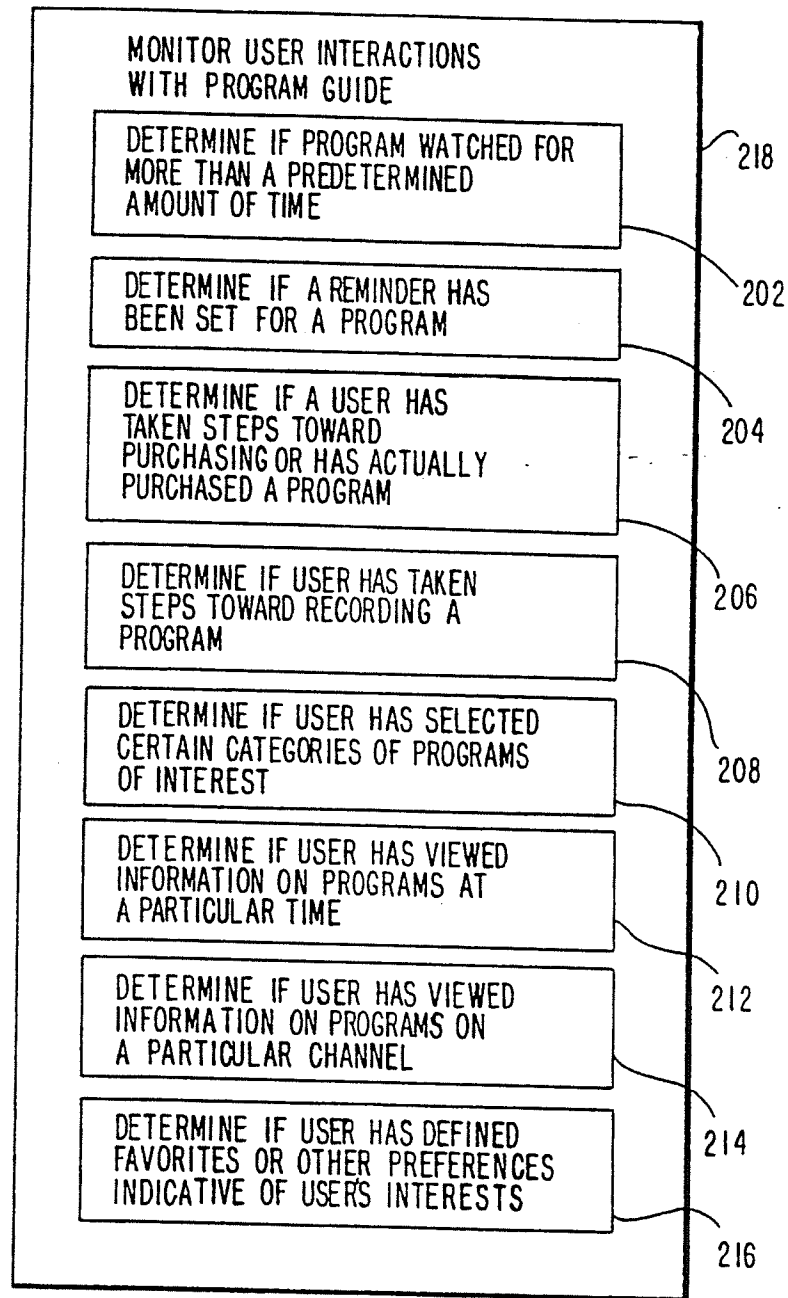 MONITOR USER INTERACTIONS
WITH PROGRAM GUIDE
DETERMINE IF PROGRAM WATCHED FOR
MORE THAN A PREDETERMINED
AMOUNT OF TIME
218
202
DETERMINE IF A REMINDER HAS
BEEN SET FOR A PROGRAM
204
DETERMINE IF A USER HAS
TAKEN STEPS TOWARD
PURCHASING OR HAS ACTUALLY
PURCHASED A PROGRAM
206
DETERMINE IF USER HAS TAKEN
STEPS TOWARD RECORDING A
PROGRAM
208
DETERMINE IF USER HAS SELECTED
CERTAIN CATEGORIES OF PROGRAMS
OF INTEREST
210
DETERMINE IF USER HAS VIEWED
INFORMATION ON PROGRAMS AT
A PARTICULAR TIME
212
DETERMINE IF USER HAS VIEWED
INFORMATION ON PROGRAMS ON
A PARTICULAR CHANNEL
214
DETERMINE IF USER HAS DEFINED
FAVORITES OR OTHER PREFERENCES
INDICATIVE OF USER'S INTERESTS
216